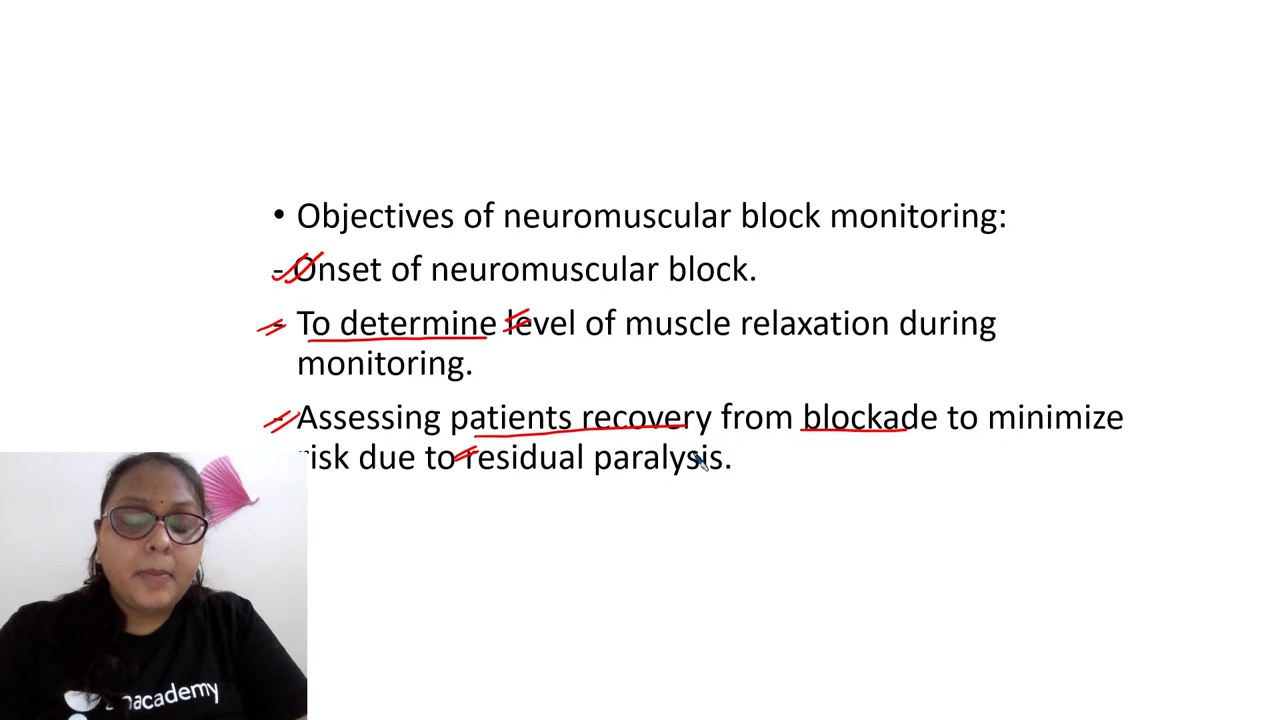 • Objectives of neuromuscular block monitoring:
- Onset of neuromuscular block.
- To determine level of muscle relaxation during
monitoring.
- Assessing patients recovery from blockade to minimize
risk due to residual paralysis.